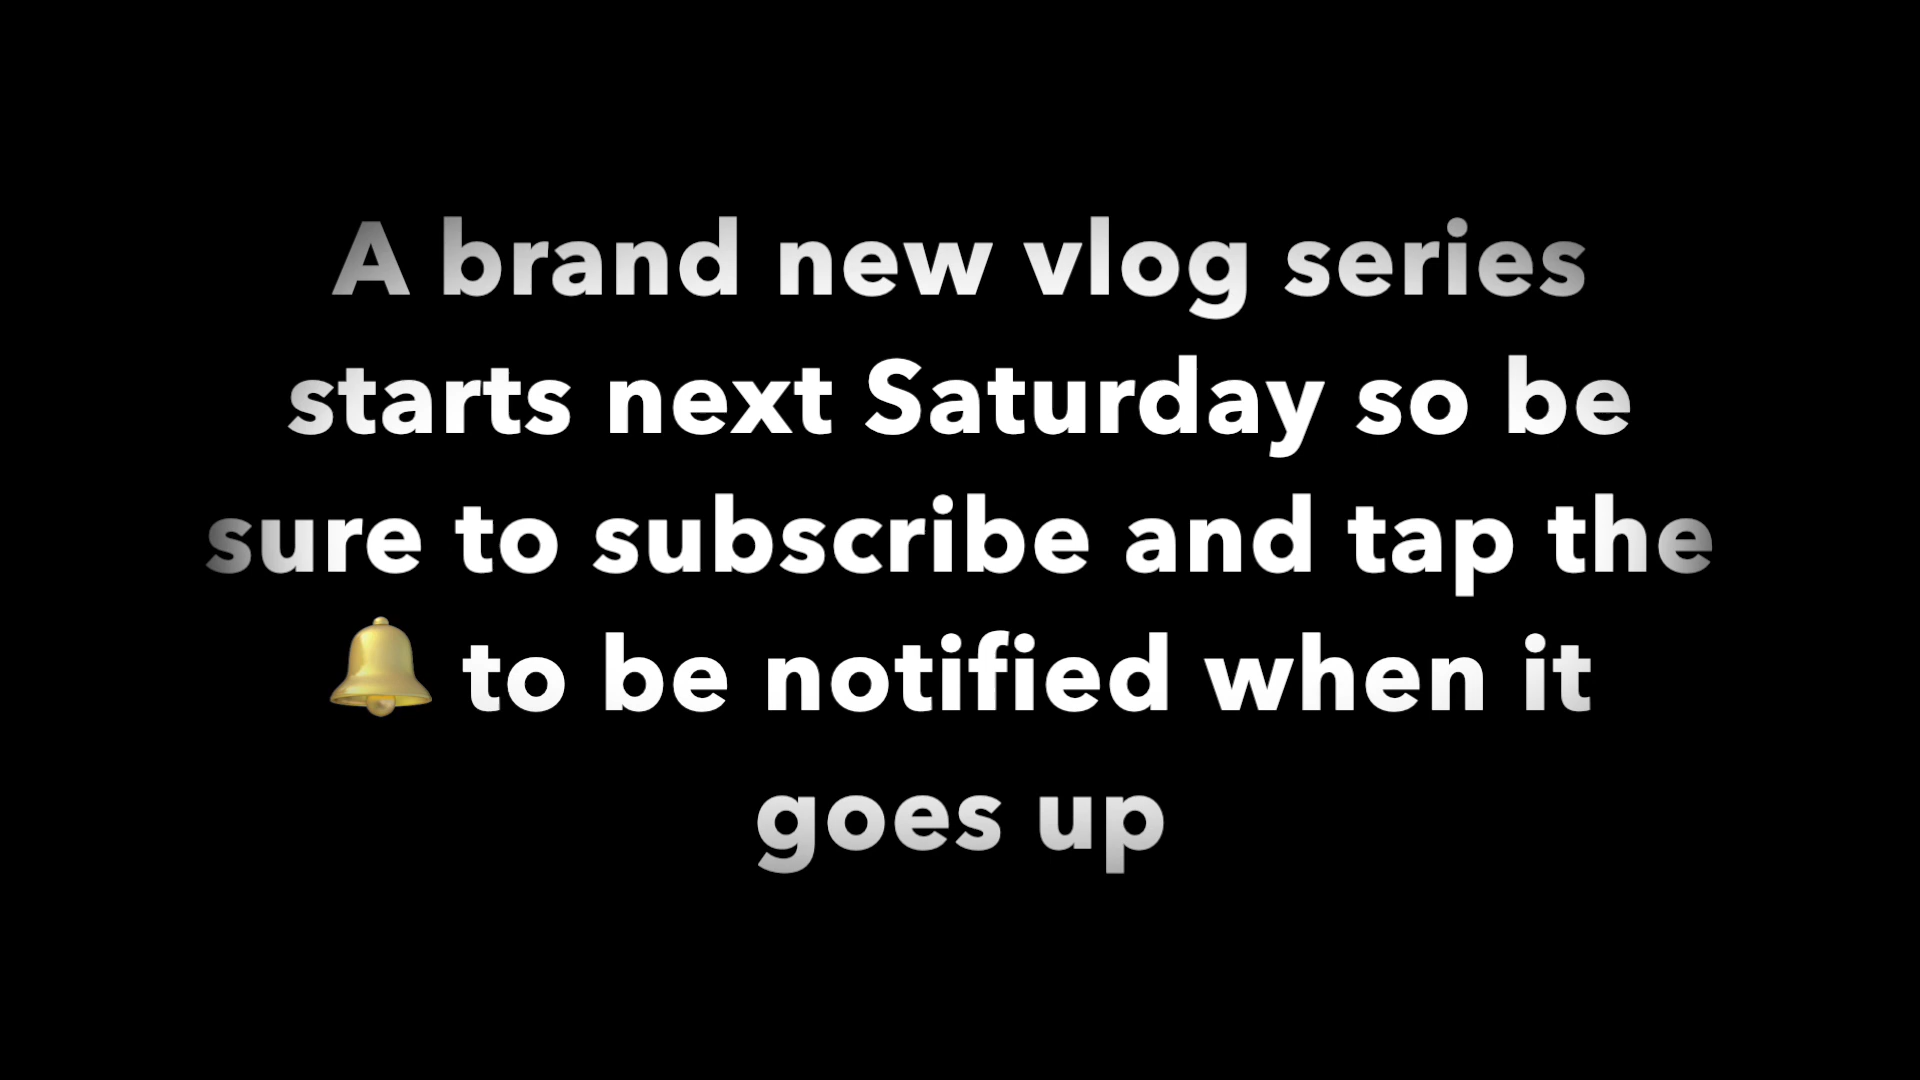 A brand new vlog series
starts next Saturday so be
sure to subscribe and tap the
🔔 to be notified when it
goes up